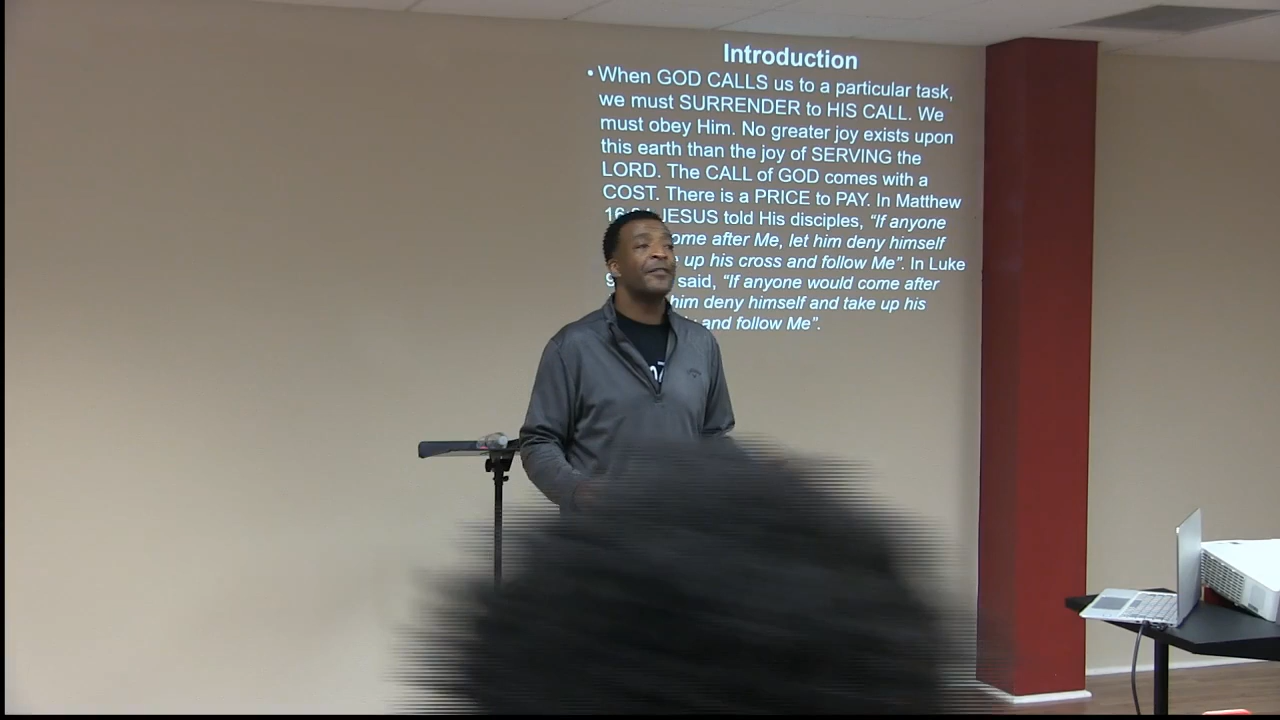 Introduction
• When GOD CALLS us to a particular task,
we must SURRENDER to HIS CALL. We
must obey Him. No greater joy exists upon
this earth than the joy of SERVING the
LORD. The CALL of GOD comes with a
COST. There is a PRICE to PAY. In Matthew
JESUS told His disciples, “If anyone
come after Me, let him deny himself
up his cross and follow Me”. In Luke
said, “If anyone would come after
him deny himself and take up his
and follow Me”.